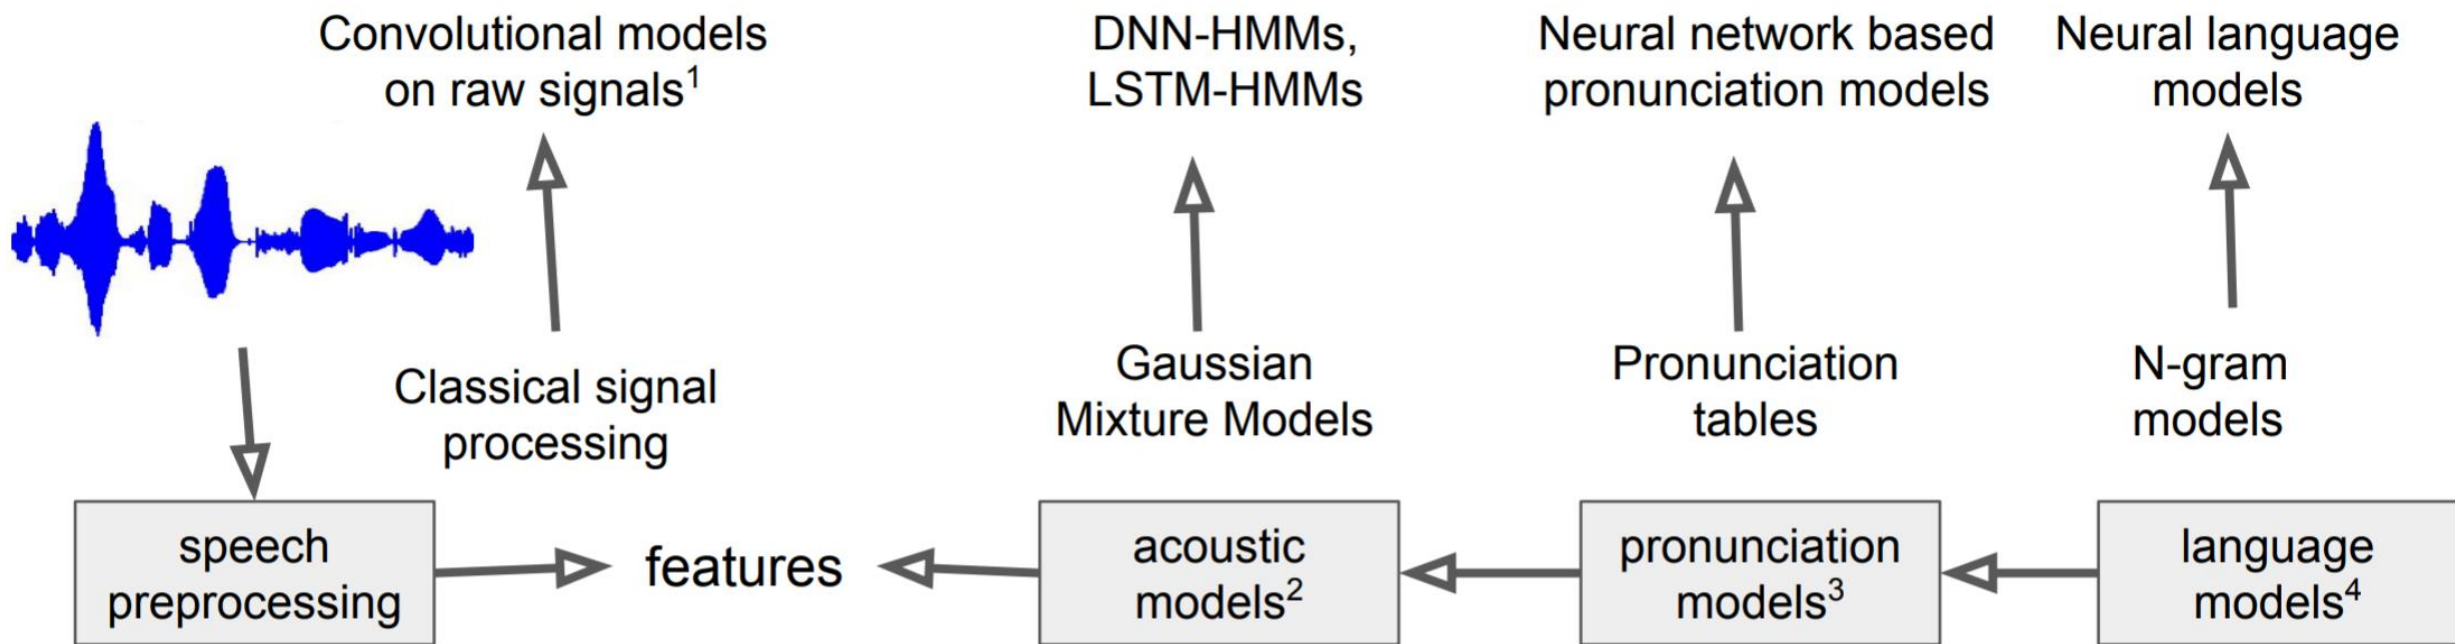 Convolutional models
on raw signals¹
DNN-HMMs,
LSTM-HMMs
Neural network based
pronunciation models
Neural language
models
Classical signal
processing
Gaussian
Mixture Models
Pronunciation
tables
N-gram
models
speech
preprocessing
features
acoustic
models²
pronunciation
models³
language
models⁴